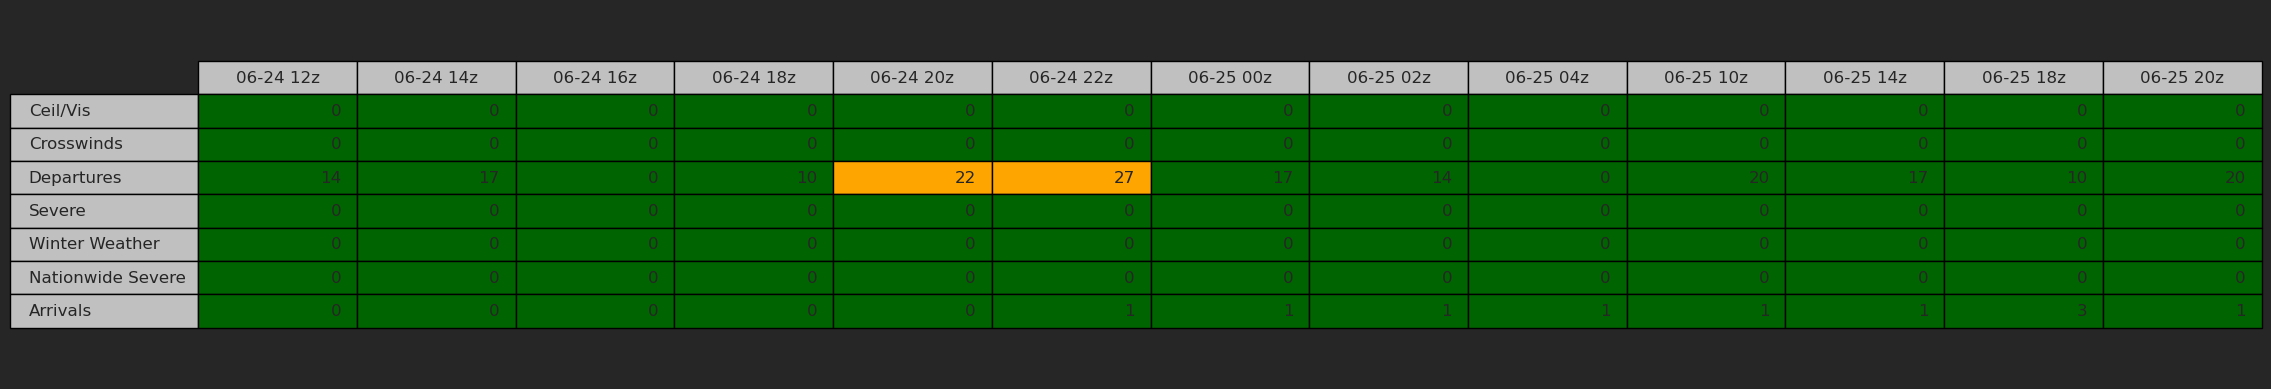 06-24 12z 06-24 14z 06-24 16z 06-24 18z 06-24 20z 06-24 22z 06-25 00z 06-25 02z 06-25 04z 06-25 10z 06-25 14z 06-25 18z 06-25 20z
Ceil/Vis 0 0 0 0 0 0 0 0 0 0 0 0 0
Crosswinds 0 0 0 0 0 0 0 0 0 0 0 0 0
Departures 14 17 0 10 22 27 17 14 0 20 17 10 20
Severe 0 0 0 0 0 0 0 0 0 0 0 0 0
Winter Weather 0 0 0 0 0 0 0 0 0 0 0 0 0
Nationwide Severe 0 0 0 0 0 0 0 0 0 0 0 0 0
Arrivals 0 0 0 0 0 1 1 1 1 1 1 3 1